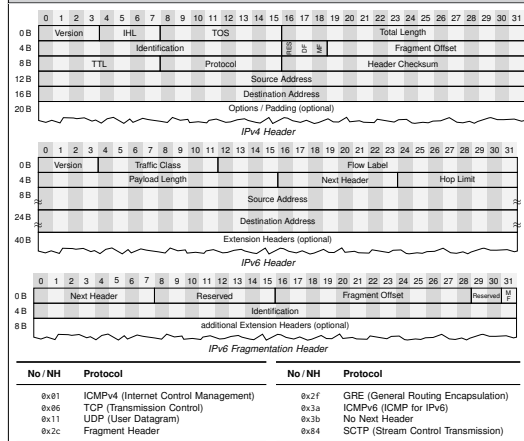 0 1 2 3 4 5 6 7 8 9 10 11 12 13 14 15 16 17 18 19 20 21 22 23 24 25 26 27 28 29 30 31
0 B Version IHL TOS Total Length
4 B Identification RES DF MF Fragment Offset
8 B TTL Protocol Header Checksum
12 B Source Address
16 B Destination Address
20 B Options / Padding (optional)
IPv4 Header
0 1 2 3 4 5 6 7 8 9 10 11 12 13 14 15 16 17 18 19 20 21 22 23 24 25 26 27 28 29 30 31
0 B Version Traffic Class Flow Label
4 B Payload Length Next Header Hop Limit
8 B Source Address
24 B Destination Address
40 B Extension Headers (optional)
IPv6 Header
0 1 2 3 4 5 6 7 8 9 10 11 12 13 14 15 16 17 18 19 20 21 22 23 24 25 26 27 28 29 30 31
0 B Next Header Reserved Fragment Offset Reserved MF
4 B Identification
8 B additional Extension Headers (optional)
IPv6 Fragmentation Header
No / NH Protocol No / NH Protocol
0x01 ICMPv4 (Internet Control Management) 0x2f GRE (General Routing Encapsulation)
0x06 TCP (Transmission Control) 0x3a ICMPv6 (ICMP for IPv6)
0x11 UDP (User Datagram) 0x3b No Next Header
0x2c Fragment Header 0x84 SCTP (Stream Control Transmission)